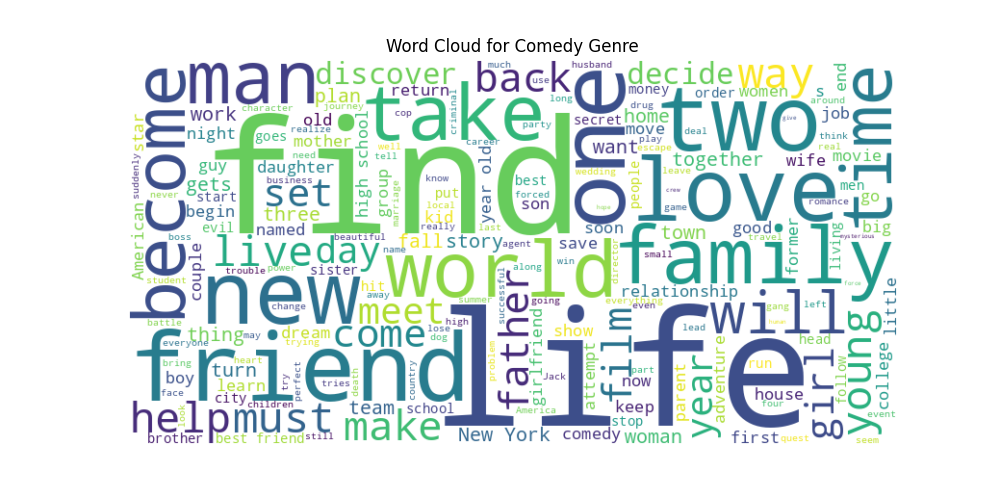 Word Cloud for Comedy Genre
become
man
discover
back
one
decide
way
time
find
take
two
love
family
life
world
friend
new
live
day
set
meet
come
help
must
make
father
film
will
girl
young
year
return
plan
work
night
star
old
mother
character
journey
realize
cop
criminal
much
use
husband
long
party
career
secret
money
drug
order
women
s
end
around
job
give
think
real
home
move
play
escape
deal
want
together
wife
movie
men
go
romance
big
mysterious
suddenly
never
guy
goes
need
daughter
business
gets
start
begin
evil
boss
three
named
high school
group
tell
well
marriage
know
put
local
kid
really
last
year old
best
forced
son
wedding
hope
people
leave
crew
game
soon
town
good
travel
former
living
American
student
couple
beautiful
name
trouble
power
sister
fall
story
agent
save
win
along
director
small
relationship
force
little
battle
thing
may
change
dream
trying
hit
away
lose
dog
high
summer
successful
going
show
everything
even
lead
gang
left
human
head
college
everyone
bring
boy
face
turn
learn
heart
try
perfect
tries
death
country
problem
Jack
girlfriend
attempt
part
now
parent
adventure
run
house
four
follow
event
look
city
children
team
school
America
keep
stop
brother
best friend
still
New York
comedy
woman
first
quest
seem